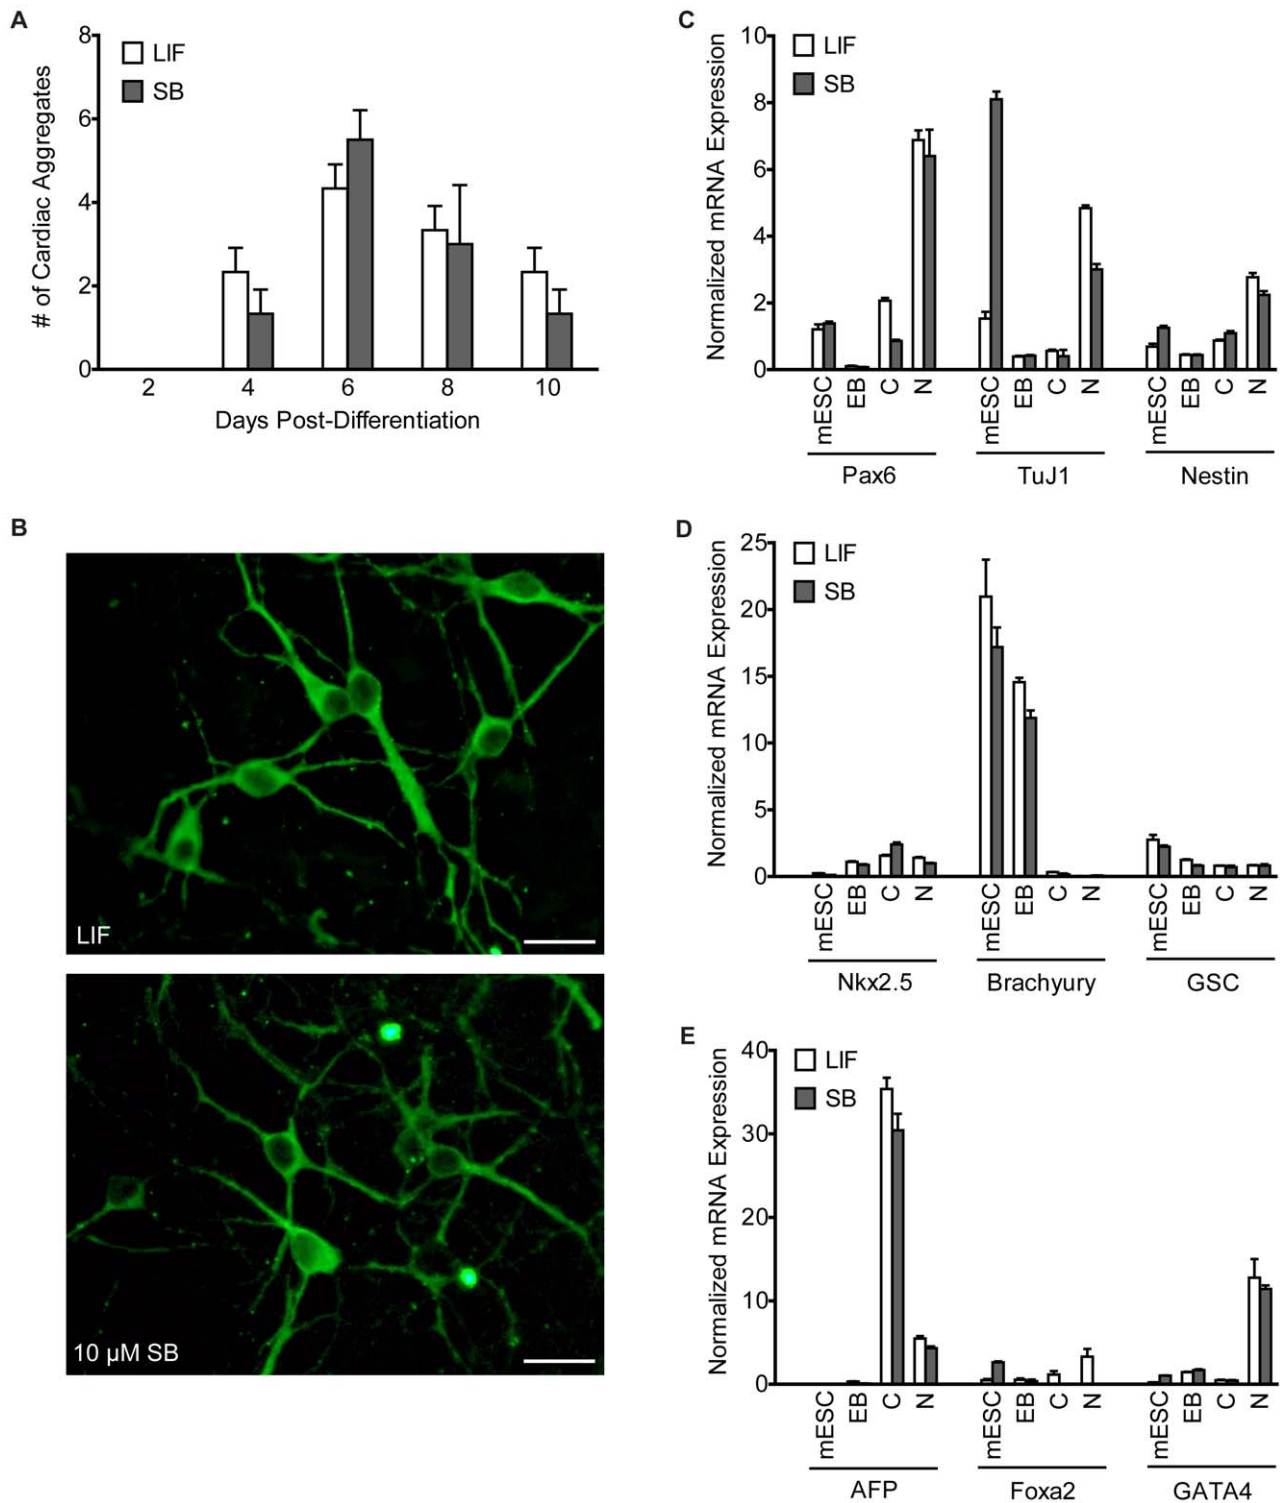 A
# of Cardiac Aggregates
8
6
4
2
0
LIF
SB
2 4 6 8 10
Days Post-Differentiation
B
LIF
10 µM SB
C
Normalized mRNA Expression
10
8
6
4
2
0
LIF
SB
mESC EB C N mESC EB C N mESC EB C N
Pax6 TuJ1 Nestin
D
Normalized mRNA Expression
25
20
15
10
5
0
LIF
SB
mESC EB C N mESC EB C N mESC EB C N
Nkx2.5 Brachyury GSC
E
Normalized mRNA Expression
40
30
20
10
0
LIF
SB
mESC EB C N mESC EB C N mESC EB C N
AFP Foxa2 GATA4